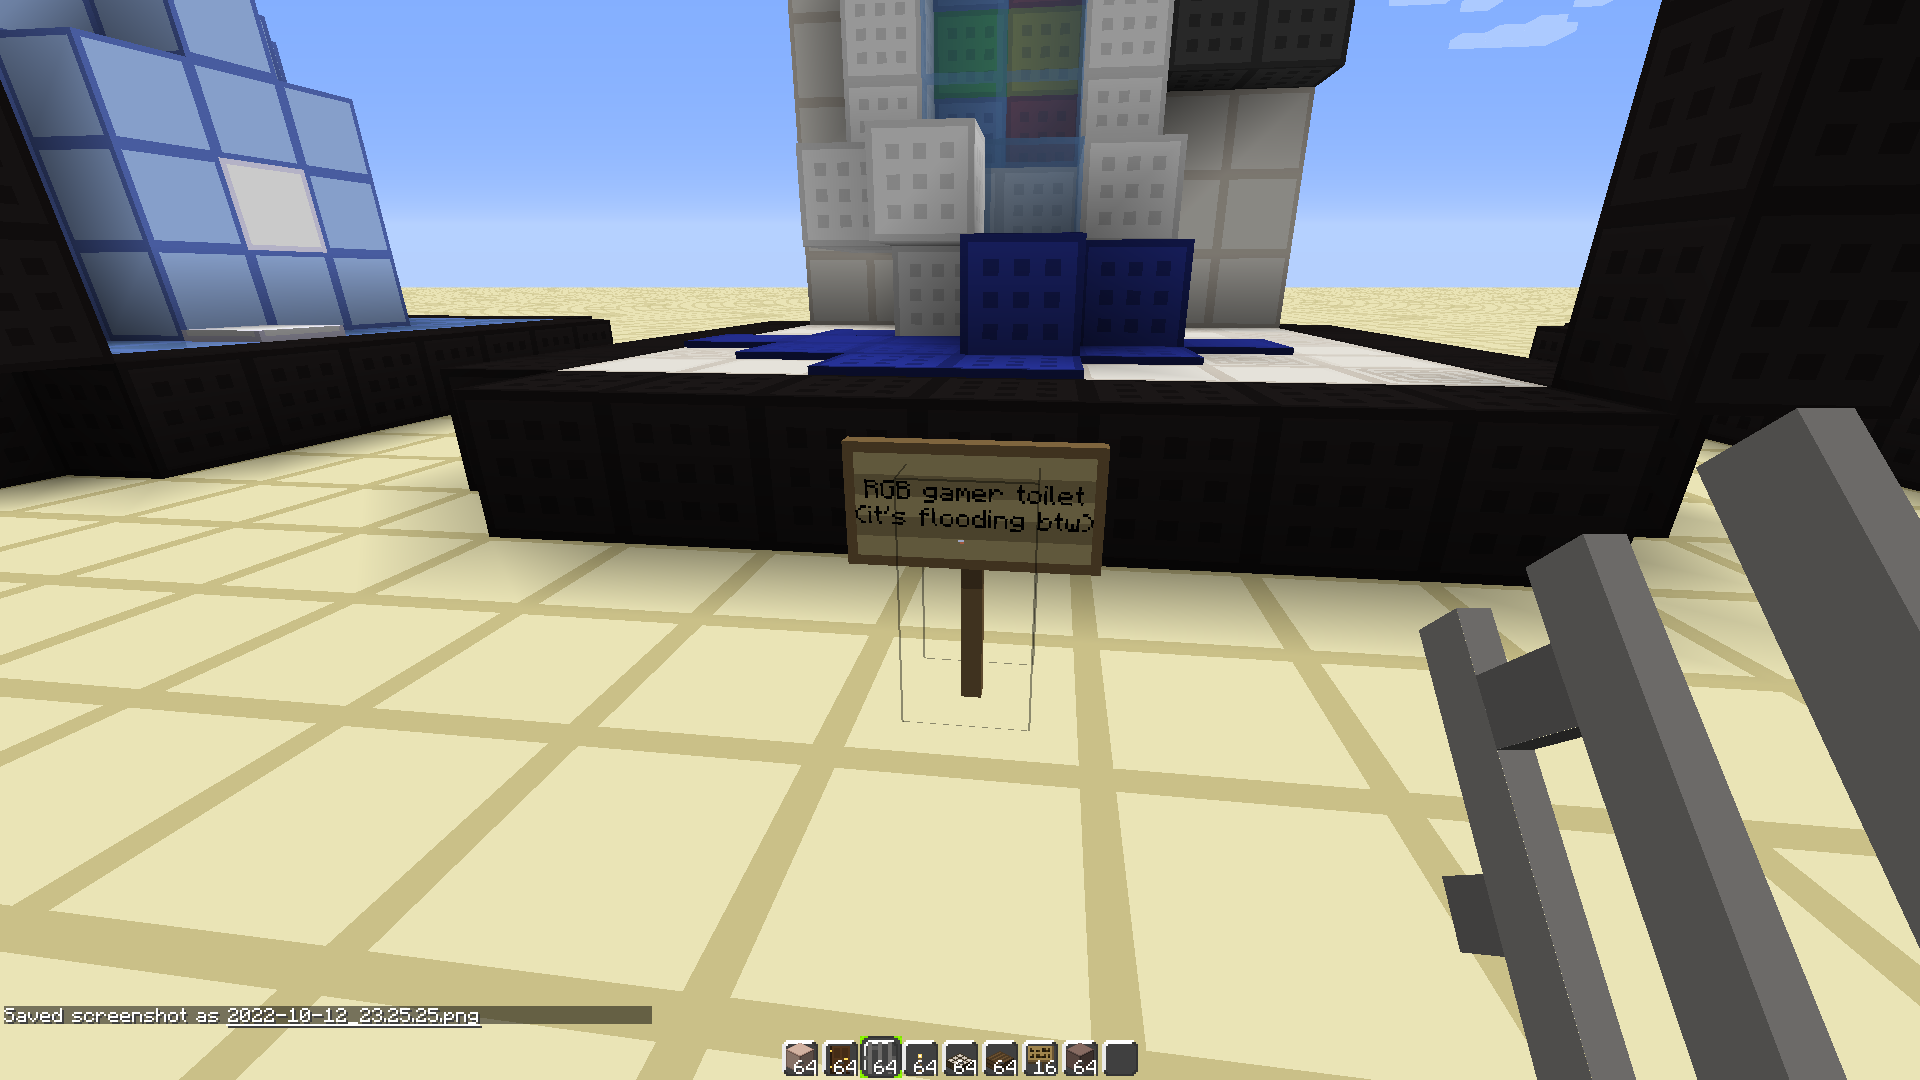 RGB gamer toilet
(it's flooding btw)
Saved screenshot as 2022-10-12_23.25.25.png
64 64 64 64 64 64 16 64